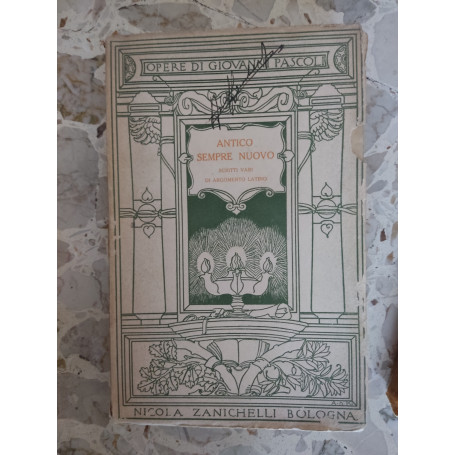 OPERE DI GIOVANNI PASCOLI
ANTICO
SEMPRE NUOVO
SCRITTI VARI
DI ARGOMENTO LATINO
NICOLA ZANICHELLI BOLOGNA